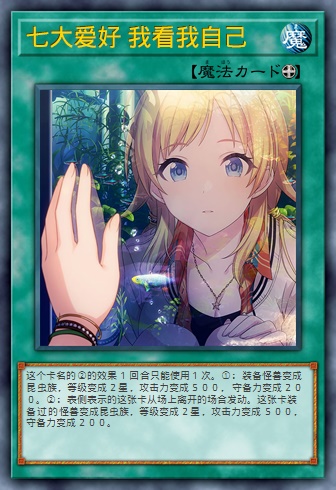 七大爱好 我看我自己
魔
【魔法カード】
这个卡名的②的效果1回合只能使用1次。①：装备怪兽变成
昆虫族，等级变成2星，攻击力变成500，守备力变成20
0。②：表侧表示的这张卡从场上离开的场合发动。这张卡装
备过的怪兽变成昆虫族，等级变成2星，攻击力变成500，
守备力变成200。